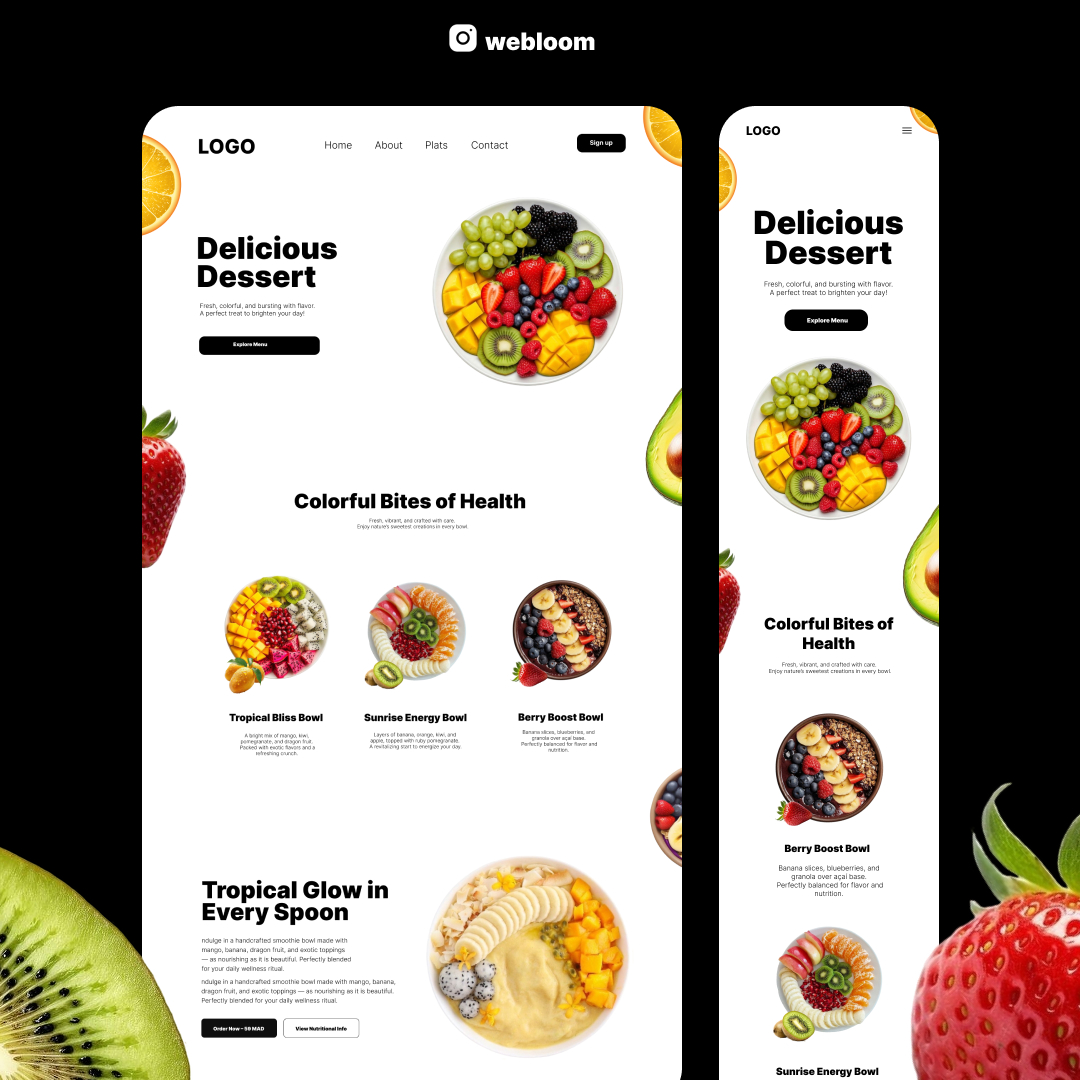 webloom
LOGO
Home About Plats Contact
Sign up
Delicious
Dessert
Fresh, colorful, and bursting with flavor.
A perfect treat to brighten your day!
Explore Menu
Colorful Bites of Health
Fresh, vibrant, and crafted with care.
Enjoy nature's sweetest creations in every bowl.
Tropical Bliss Bowl
A bright mix of mango, kiwi,
pomegranate, and dragon fruit.
Packed with exotic flavors and a
refreshing crunch.
Sunrise Energy Bowl
Layers of banana, orange, kiwi, and
apple, topped with ruby pomegranate.
A revitalizing start to energize your day.
Berry Boost Bowl
Banana slices, blueberries, and
granola over açaí base.
Perfectly balanced for flavor and
nutrition.
Tropical Glow in
Every Spoon
ndulge in a handcrafted smoothie bowl made with
mango, banana, dragon fruit, and exotic toppings
— as nourishing as it is beautiful. Perfectly blended
for your daily wellness ritual.
ndulge in a handcrafted smoothie bowl made with mango, banana,
dragon fruit, and exotic toppings — as nourishing as it is beautiful.
Perfectly blended for your daily wellness ritual.
Order Now – 59 MAD
View Nutritional Info
LOGO
Delicious
Dessert
Fresh, colorful, and bursting with flavor.
A perfect treat to brighten your day!
Explore Menu
Colorful Bites of
Health
Fresh, vibrant, and crafted with care.
Enjoy nature's sweetest creations in every bowl.
Berry Boost Bowl
Banana slices, blueberries, and
granola over açaí base.
Perfectly balanced for flavor and
nutrition.
Sunrise Energy Bowl